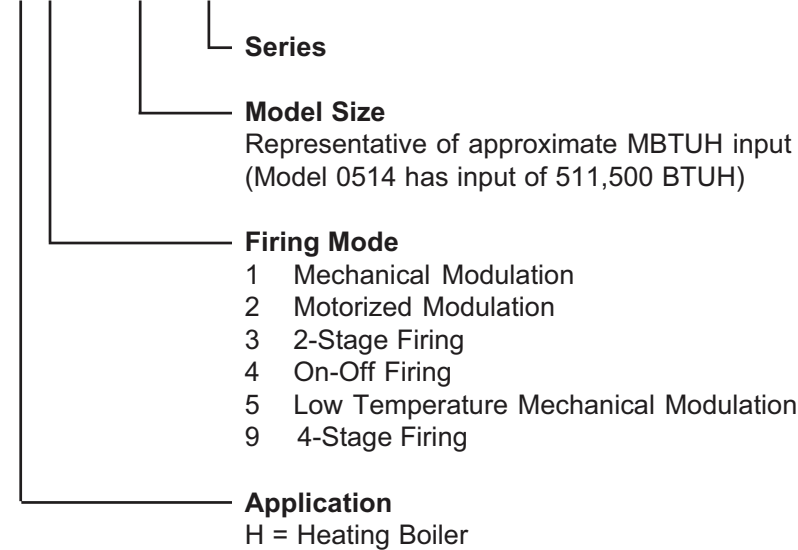 Series
Model Size
Representative of approximate MBTUH input
(Model 0514 has input of 511,500 BTUH)
Firing Mode
1 Mechanical Modulation
2 Motorized Modulation
3 2-Stage Firing
4 On-Off Firing
5 Low Temperature Mechanical Modulation
9 4-Stage Firing
Application
H = Heating Boiler